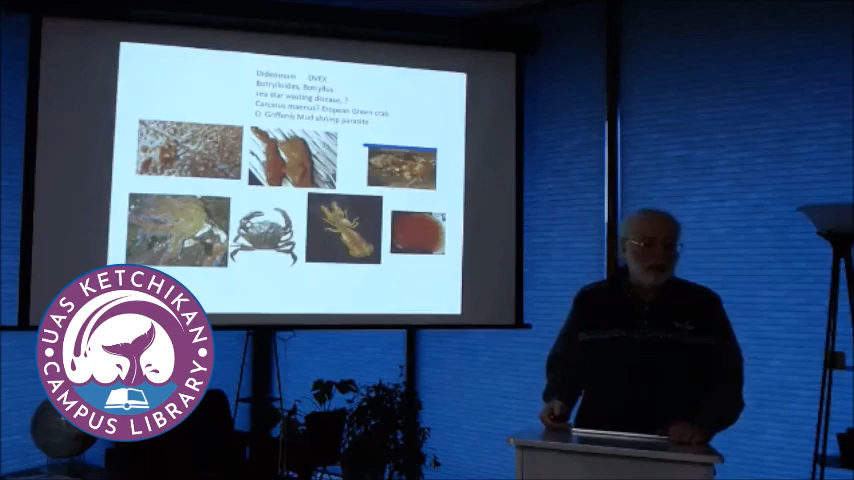 Didemnum DVEX
Botrylloides, Botryllus
sea star wasting disease, ?
Carcinus maenus? Eropean Green crab
O. Griffenis Mud shrimp parasite
UAS KETCHIKAN
CAMPUS LIBRARY